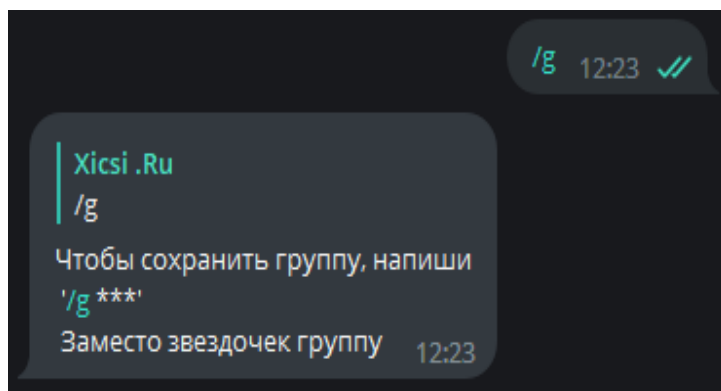 /g 12:23
Xicsi .Ru
/g
Чтобы сохранить группу, напиши
'/g ***'
Заместо звездочек группу 12:23